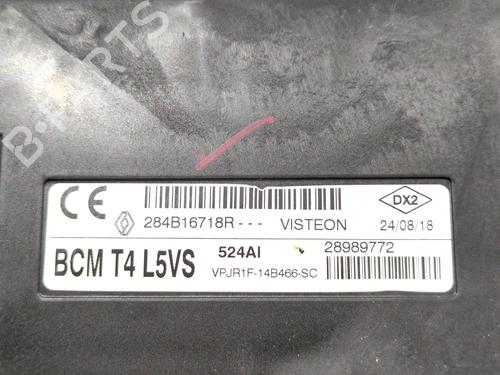 B-PARTS
CE
284B16718R--- VISTEON
DX2
24/08/18
BCM T4 L5VS
524AI
28989772
VPJR1F-14B466-SC